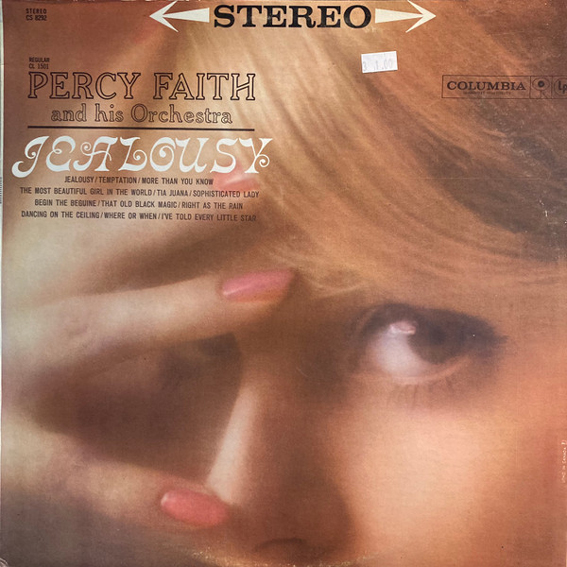 STEREO
CS 8292
STEREO
REGULAR
CL 1501
PERCY FAITH
and his Orchestra
COLUMBIA
JEALOUSY
JEALOUSY/TEMPTATION/MORE THAN YOU KNOW
THE MOST BEAUTIFUL GIRL IN THE WORLD/TIA JUANA/SOPHISTICATED LADY
BEGIN THE BEGUINE/THAT OLD BLACK MAGIC/RIGHT AS THE RAIN
DANCING ON THE CEILING/WHERE OR WHEN/I'VE TOLD EVERY LITTLE STAR